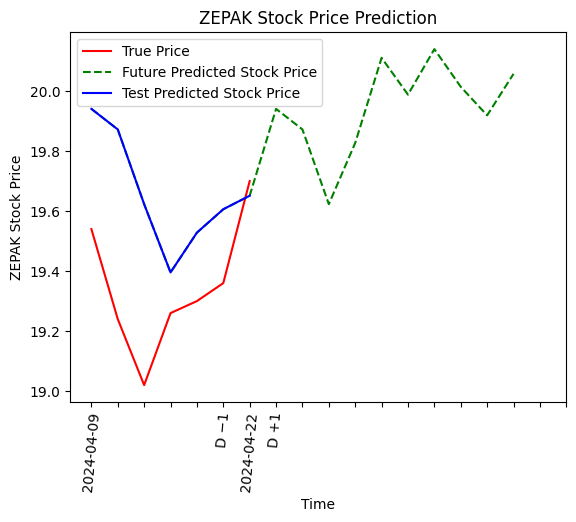 ZEPAK Stock Price Prediction
True Price
Future Predicted Stock Price
Test Predicted Stock Price
ZEPAK Stock Price
20.0
19.8
19.6
19.4
19.2
19.0
2024-04-09
D −1
2024-04-22
D +1
Time